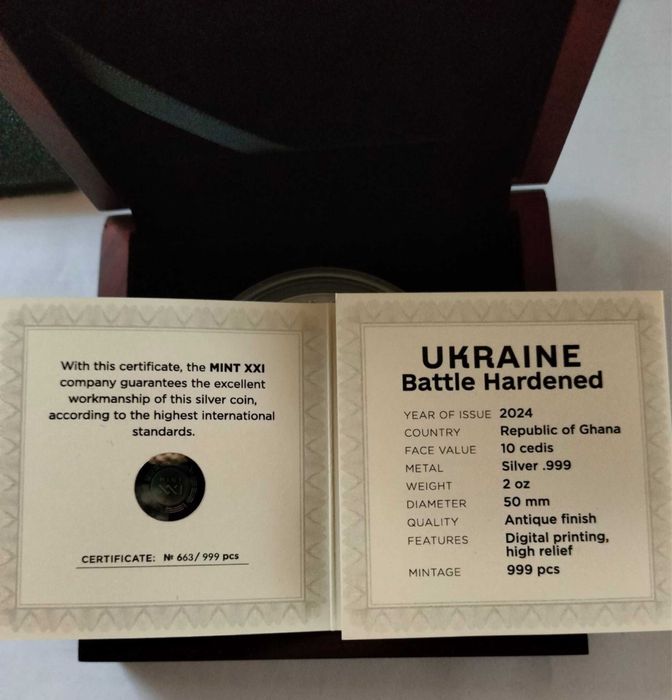 With this certificate, the MINT XXI
company guarantees the excellent
workmanship of this silver coin,
according to the highest international
standards.
MINT
XXI
CERTIFICATE: № 663/ 999 pcs
UKRAINE
Battle Hardened
YEAR OF ISSUE 2024
COUNTRY Republic of Ghana
FACE VALUE 10 cedis
METAL Silver .999
WEIGHT 2 oz
DIAMETER 50 mm
QUALITY Antique finish
FEATURES Digital printing,
high relief
MINTAGE 999 pcs